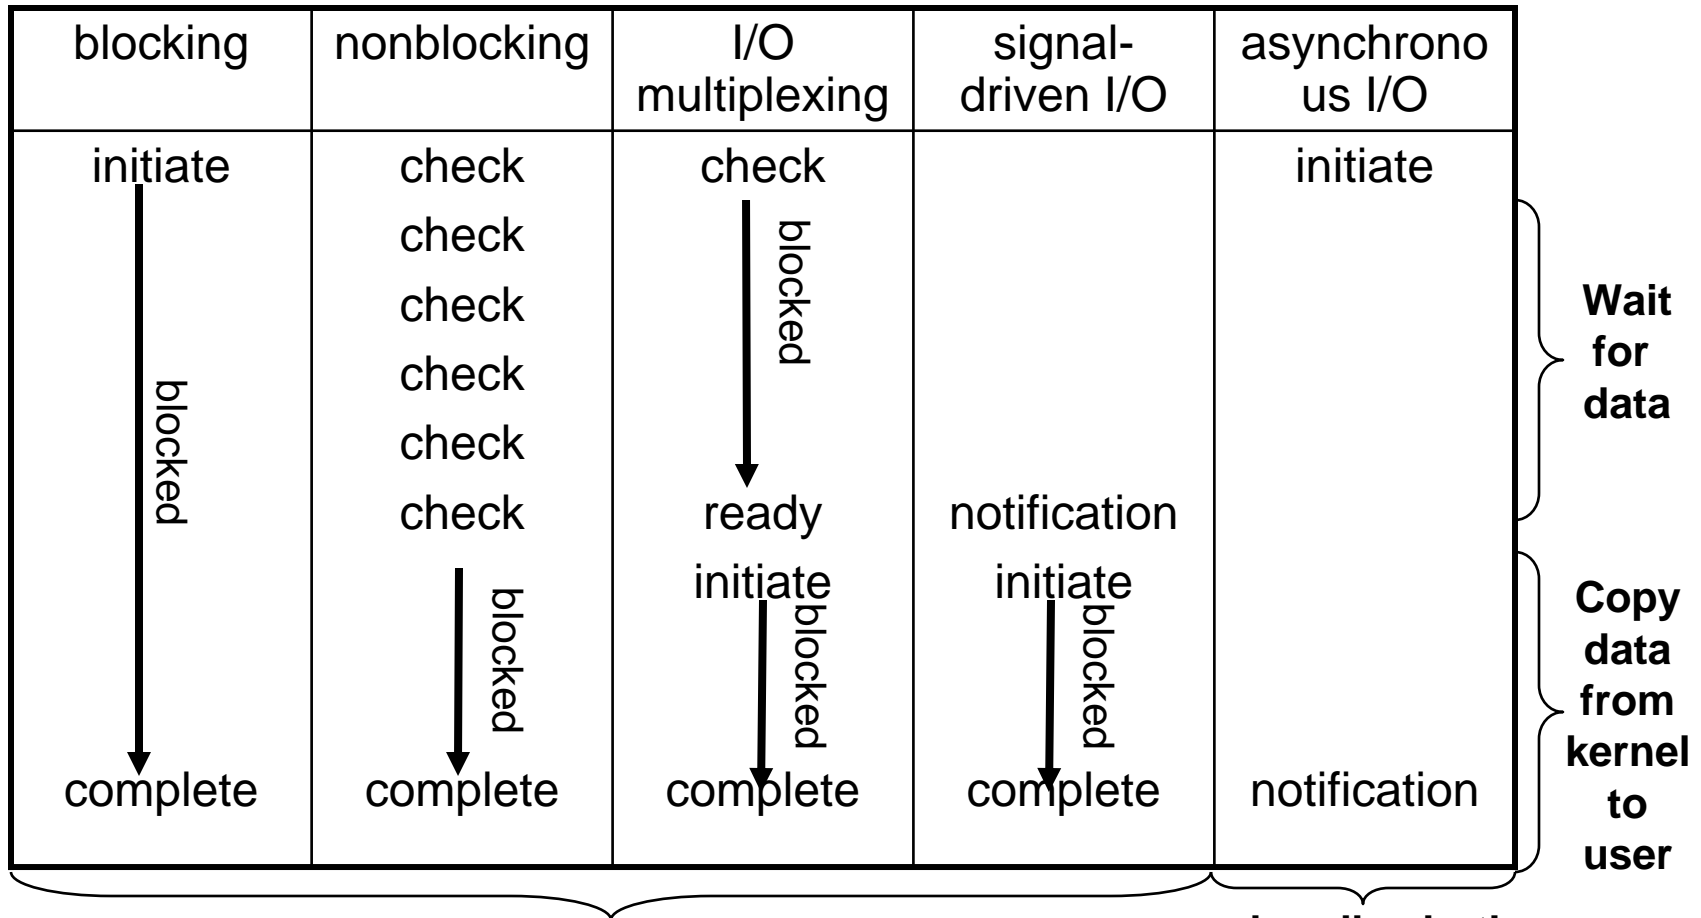 blocking
nonblocking
I/O
multiplexing
signal-
driven I/O
asynchrono
us I/O
initiate
blocked
complete
check
check
check
check
check
check
blocked
complete
check
blocked
ready
initiate
blocked
complete
notification
initiate
blocked
complete
initiate
notification
Wait
for
data
Copy
data
from
kernel
to
user